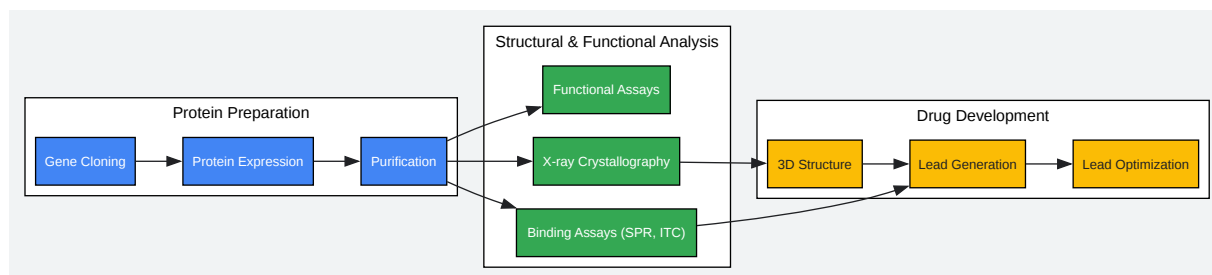 Protein Preparation
Gene Cloning
Protein Expression
Purification
Structural & Functional Analysis
Functional Assays
X-ray Crystallography
Binding Assays (SPR, ITC)
Drug Development
3D Structure
Lead Generation
Lead Optimization